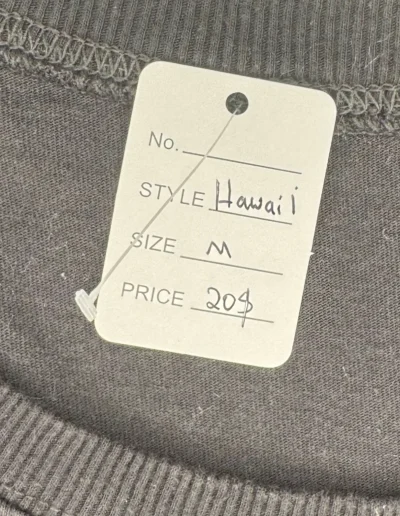 No.
STYLE Hawaii
SIZE M
PRICE 20$